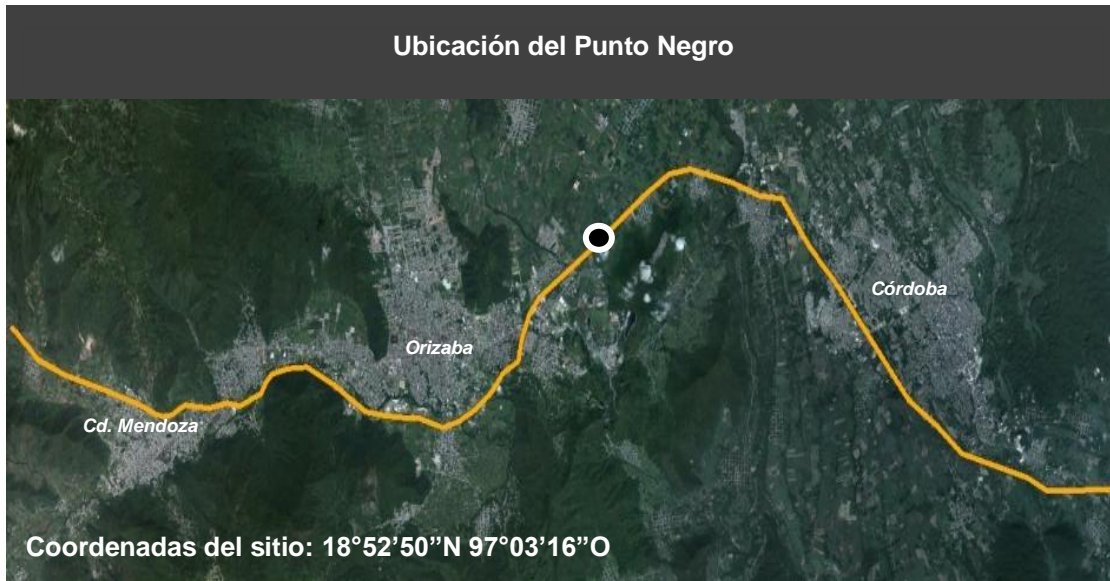 Ubicación del Punto Negro
Orizaba
Córdoba
Cd. Mendoza
Coordenadas del sitio: 18°52’50”N 97°03’16”O